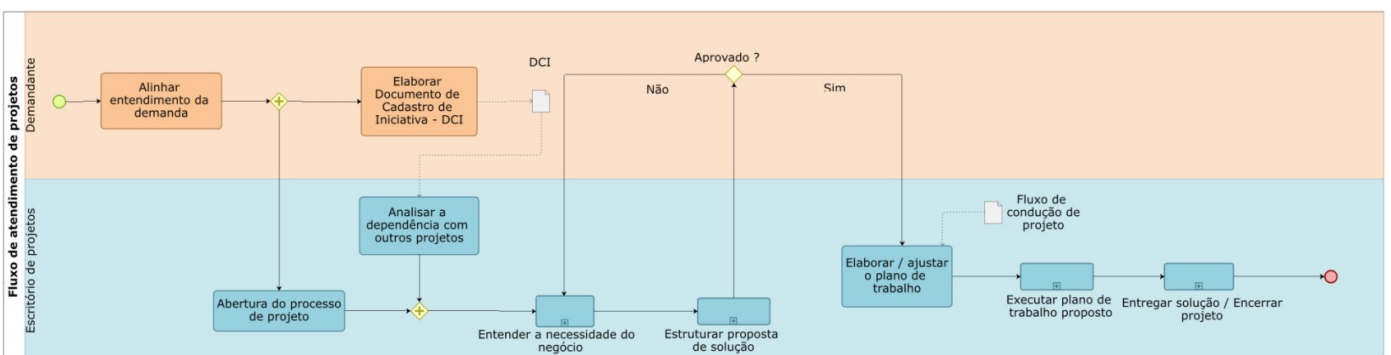 Fluxo de atendimento de projetos
Demandante
Alinhar
entendimento da
demanda
Elaborar
Documento de
Cadastro de
Iniciativa - DCI
DCI
Aprovado ?
Não
Sim
Escritório de projetos
Analisar a
dependência com
outros projetos
Abertura do processo
de projeto
Entender a necessidade do
negócio
Estruturar proposta
de solução
Elaborar / ajustar
o plano de
trabalho
Fluxo de
condução de
projeto
Executar plano de
trabalho proposto
Entregar solução / Encerrar
projeto